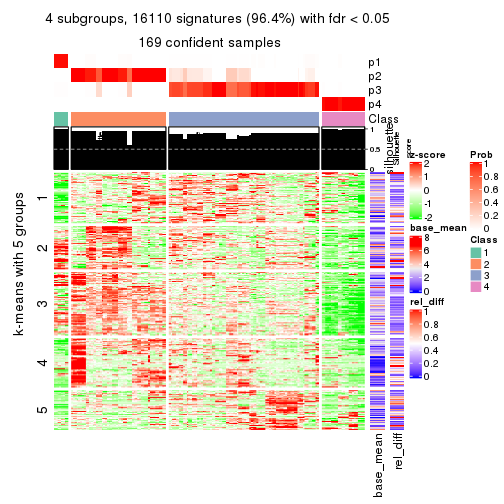 4 subgroups, 16110 signatures (96.4%) with fdr < 0.05
169 confident samples
p1
p2
p3
p4
Class
1
0.5
0
Silhouette
Silhouette
score
k-means with 5 groups
1
2
3
4
5
base_mean
rel_diff
z-score
2
1
0
-1
-2
base_mean
8
6
4
2
0
rel_diff
1
0.8
0.6
0.4
0.2
0
Prob
1
0.8
0.6
0.4
0.2
0
Class
1
2
3
4